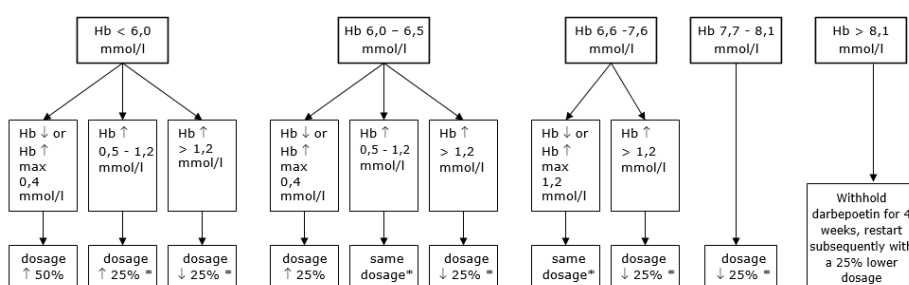 Hb < 6,0
mmol/l
Hb 6,0 – 6,5
mmol/l
Hb 6,6 -7,6
mmol/l
Hb 7,7 - 8,1
mmol/l
Hb > 8,1
mmol/l
Hb ↓ or
Hb ↑
max
0,4
mmol/l
Hb ↑
0,5 - 1,2
mmol/l
Hb ↑
> 1,2
mmol/l
Hb ↓ or
Hb ↑
max
0,4
mmol/l
Hb ↑
0,5 - 1,2
mmol/l
Hb ↑
> 1,2
mmol/l
Hb ↓ or
Hb ↑
max
1,2
mmol/l
Hb ↑
> 1,2
mmol/l
dosage
↑ 50%
dosage
↑ 25% *
dosage
↓ 25% *
dosage
↑ 25%
same
dosage*
dosage
↓ 25% *
same
dosage*
dosage
↓ 25% *
dosage
↓ 25% *
Withhold
darbepoetin for 4
weeks, restart
subsequently with
a 25% lower
dosage